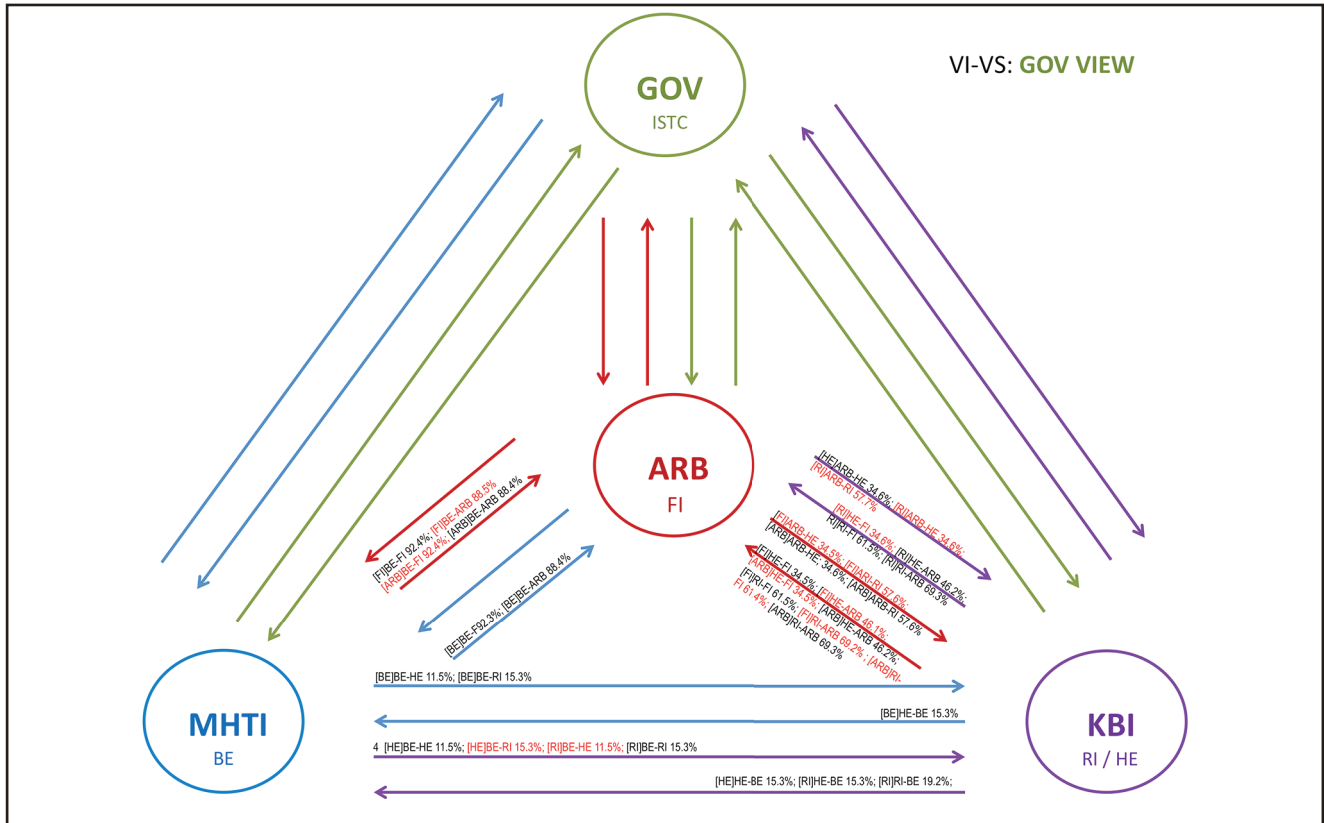 VI-VS: GOV VIEW
GOV
ISTC
ARB
FI
[FI]BE-FI 92.4%; [FI]BE-ARB 88.5%
[ARB]BE-FI 92.4%; [ARB]BE-ARB 88.4%
[BE]BE-F92.3%; [BE]BE-ARB 88.4%
[HE]ARB-HE 34.6%; [RI]ARB-HE 34.6%;
[RI]ARB-RI 57.7%
[RI]HE-FI 34.6%; [RI]HE-ARB 46.2%;
RI]RI-FI 61.5%; [RI]RI-ARB 69.3%
[FI]ARB-HE 34.5%; [FI]ARI-RI 57.6%;
[ARB]ARB-HE; 34.6%; [ARB]ARB-RI 57.6%
[FI]HE-FI 34.5%; [FI]HE-ARB 46.1%;
[ARB]HE-FI 34.5%; [ARB]HE-ARB 46.2%;
[FI]RI-FI 61.5%; [FI]RI-ARB 69.2% ; [ARB]RI-
FI 61.4%; [ARB]RI-ARB 69.3%
MHTI
BE
KBI
RI / HE
[BE]BE-HE 11.5%; [BE]BE-RI 15.3%
[BE]HE-BE 15.3%
4 [HE]BE-HE 11.5%; [HE]BE-RI 15.3%; [RI]BE-HE 11.5%; [RI]BE-RI 15.3%
[HE]HE-BE 15.3%; [RI]HE-BE 15.3%; [RI]RI-BE 19.2%;